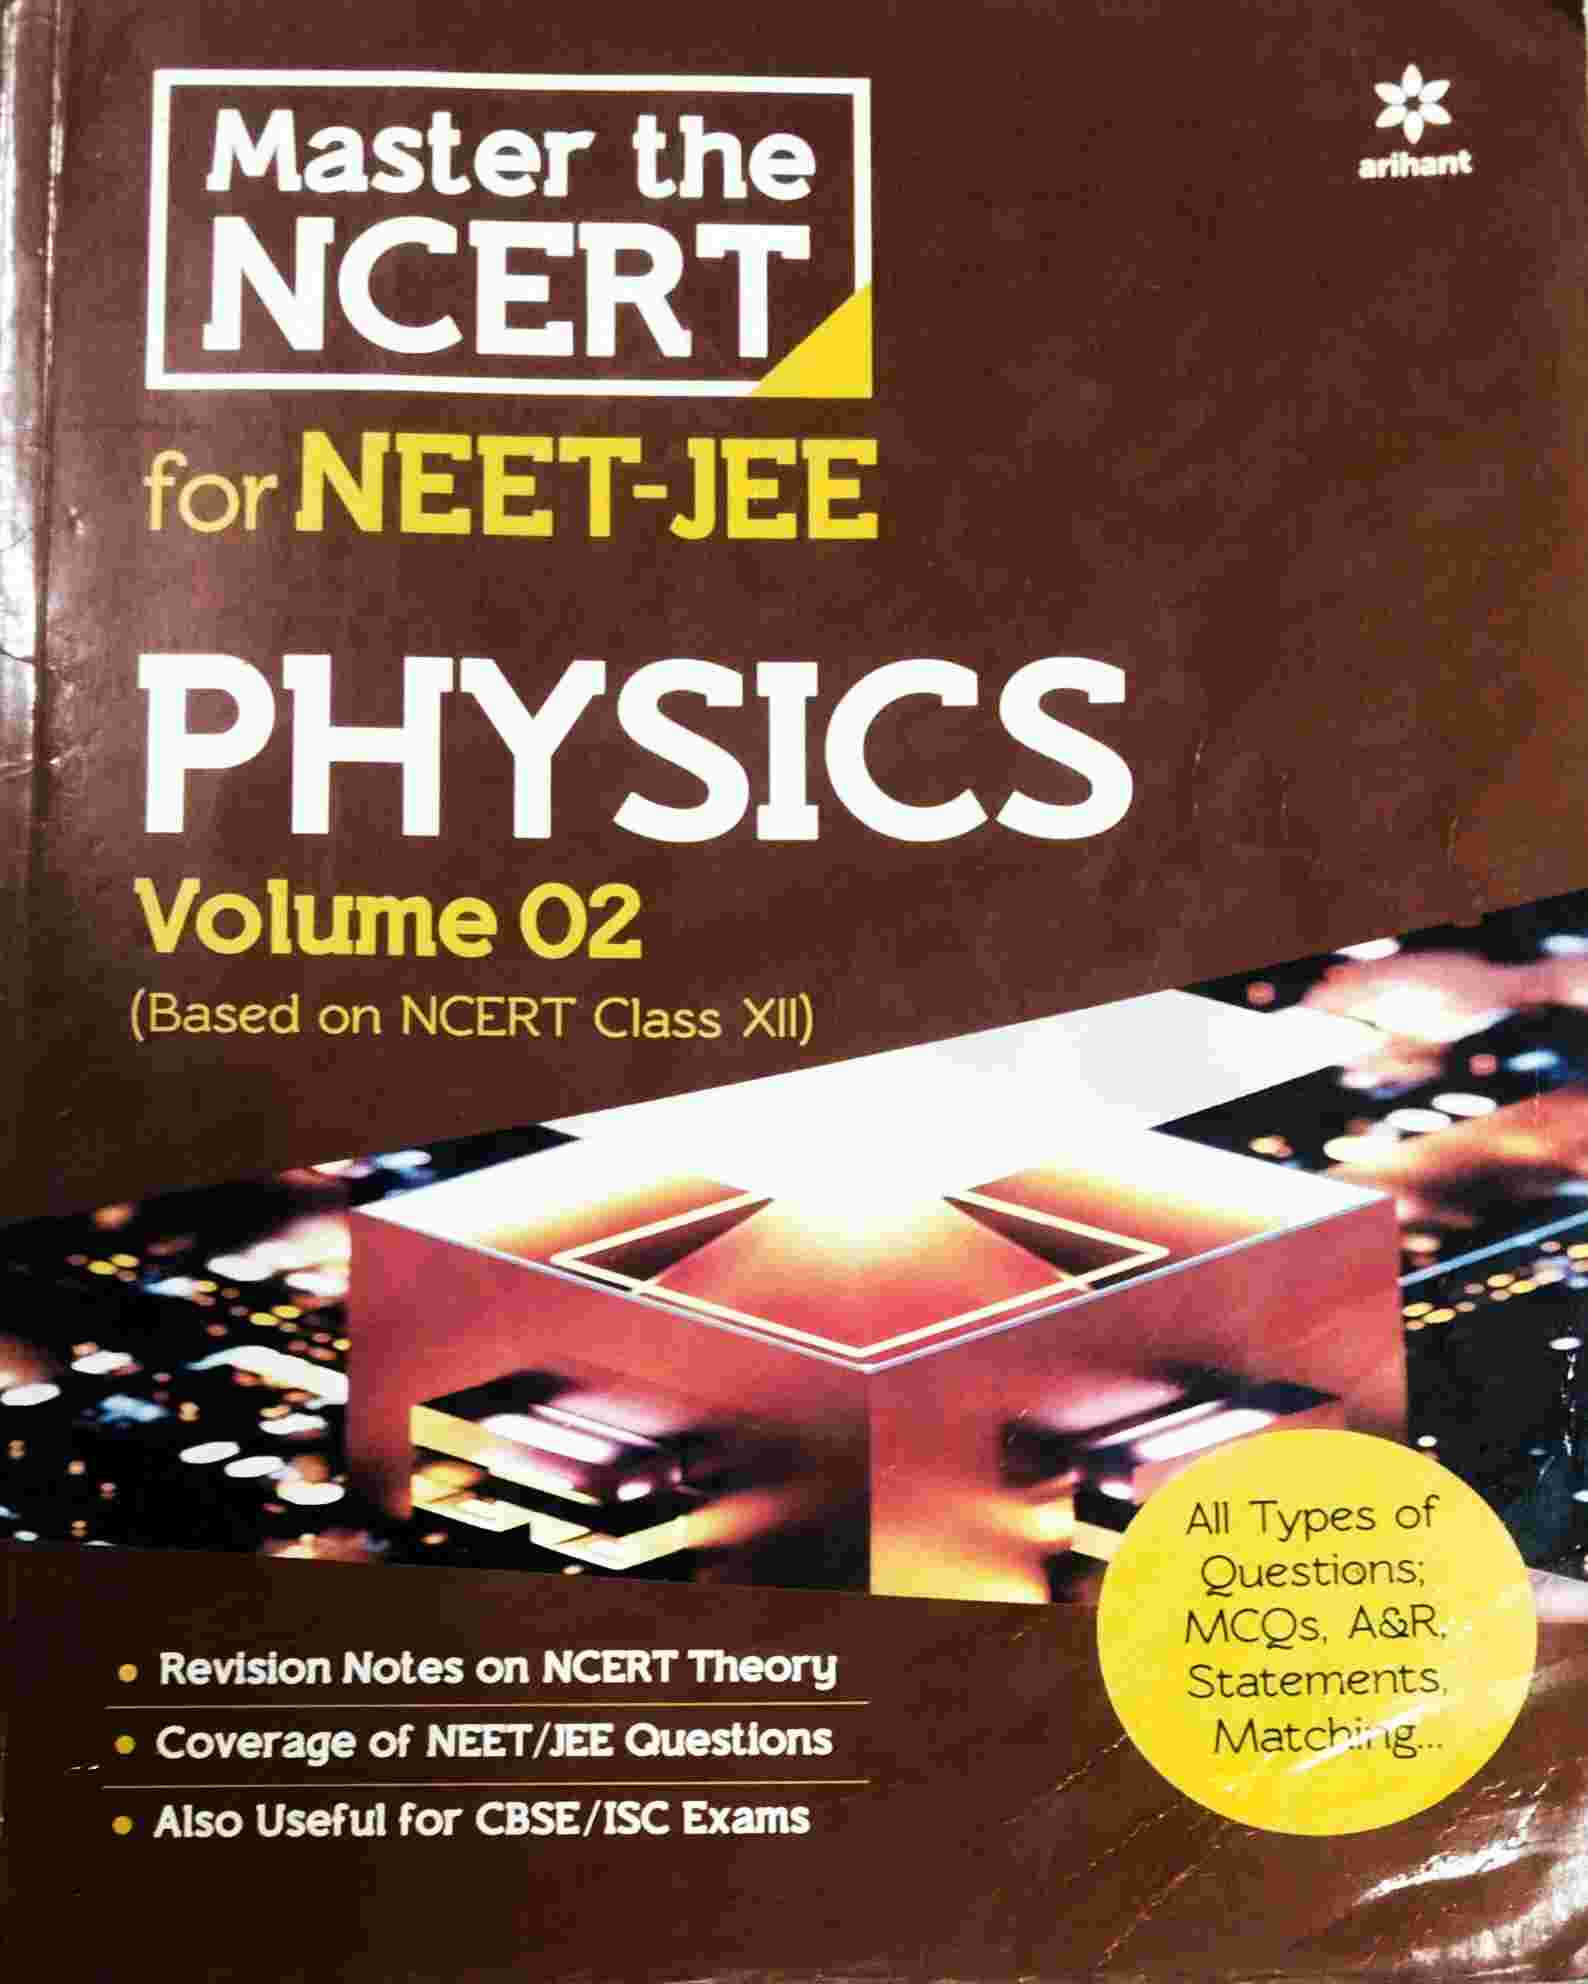 Master the
NCERT
arihant
for NEET-JEE
PHYSICS
Volume 02
(Based on NCERT Class XII)
All Types of
Questions;
MCQs, A&R,
Statements,
Matching...
• Revision Notes on NCERT Theory
• Coverage of NEET/JEE Questions
• Also Useful for CBSE/ISC Exams